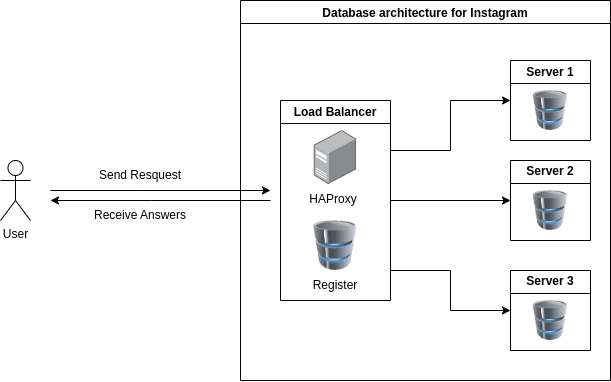 Database architecture for Instagram
Server 1
Load Balancer
Send Resquest
HAProxy
Server 2
Receive Answers
User
Register
Server 3